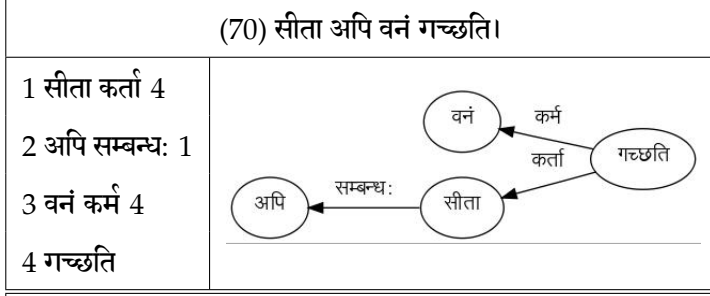 (70) सीता अपि वनं गच्छति।
1 सीता कर्ता 4
2 अपि सम्बन्ध: 1
3 वनं कर्म 4
4 गच्छति
वनं
कर्म
कर्ता
गच्छति
अपि
सम्बन्ध:
सीता